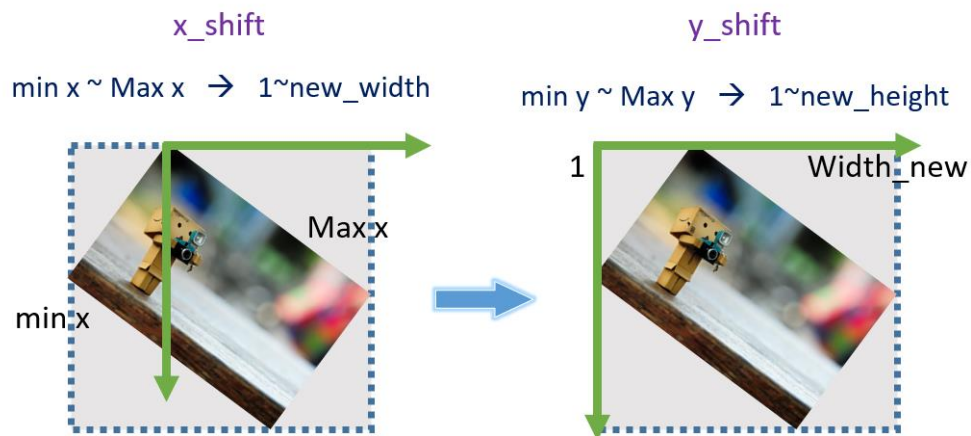 x_shift
min x ~ Max x → 1~new_width
Max x
min x
y_shift
min y ~ Max y → 1~new_height
1
Width_new